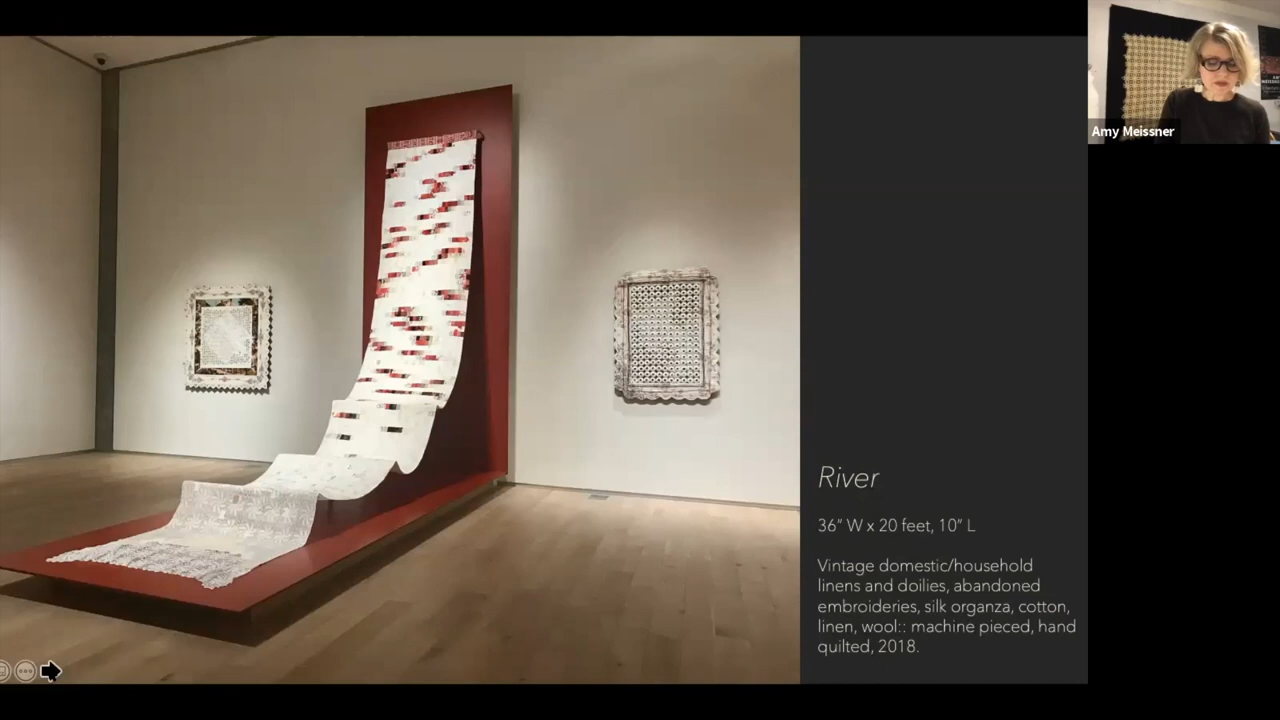 Amy Meissner
River
36” W x 20 feet, 10” L
Vintage domestic/household
linens and doilies, abandoned
embroideries, silk organza, cotton,
linen, wool:: machine pieced, hand
quilted, 2018.